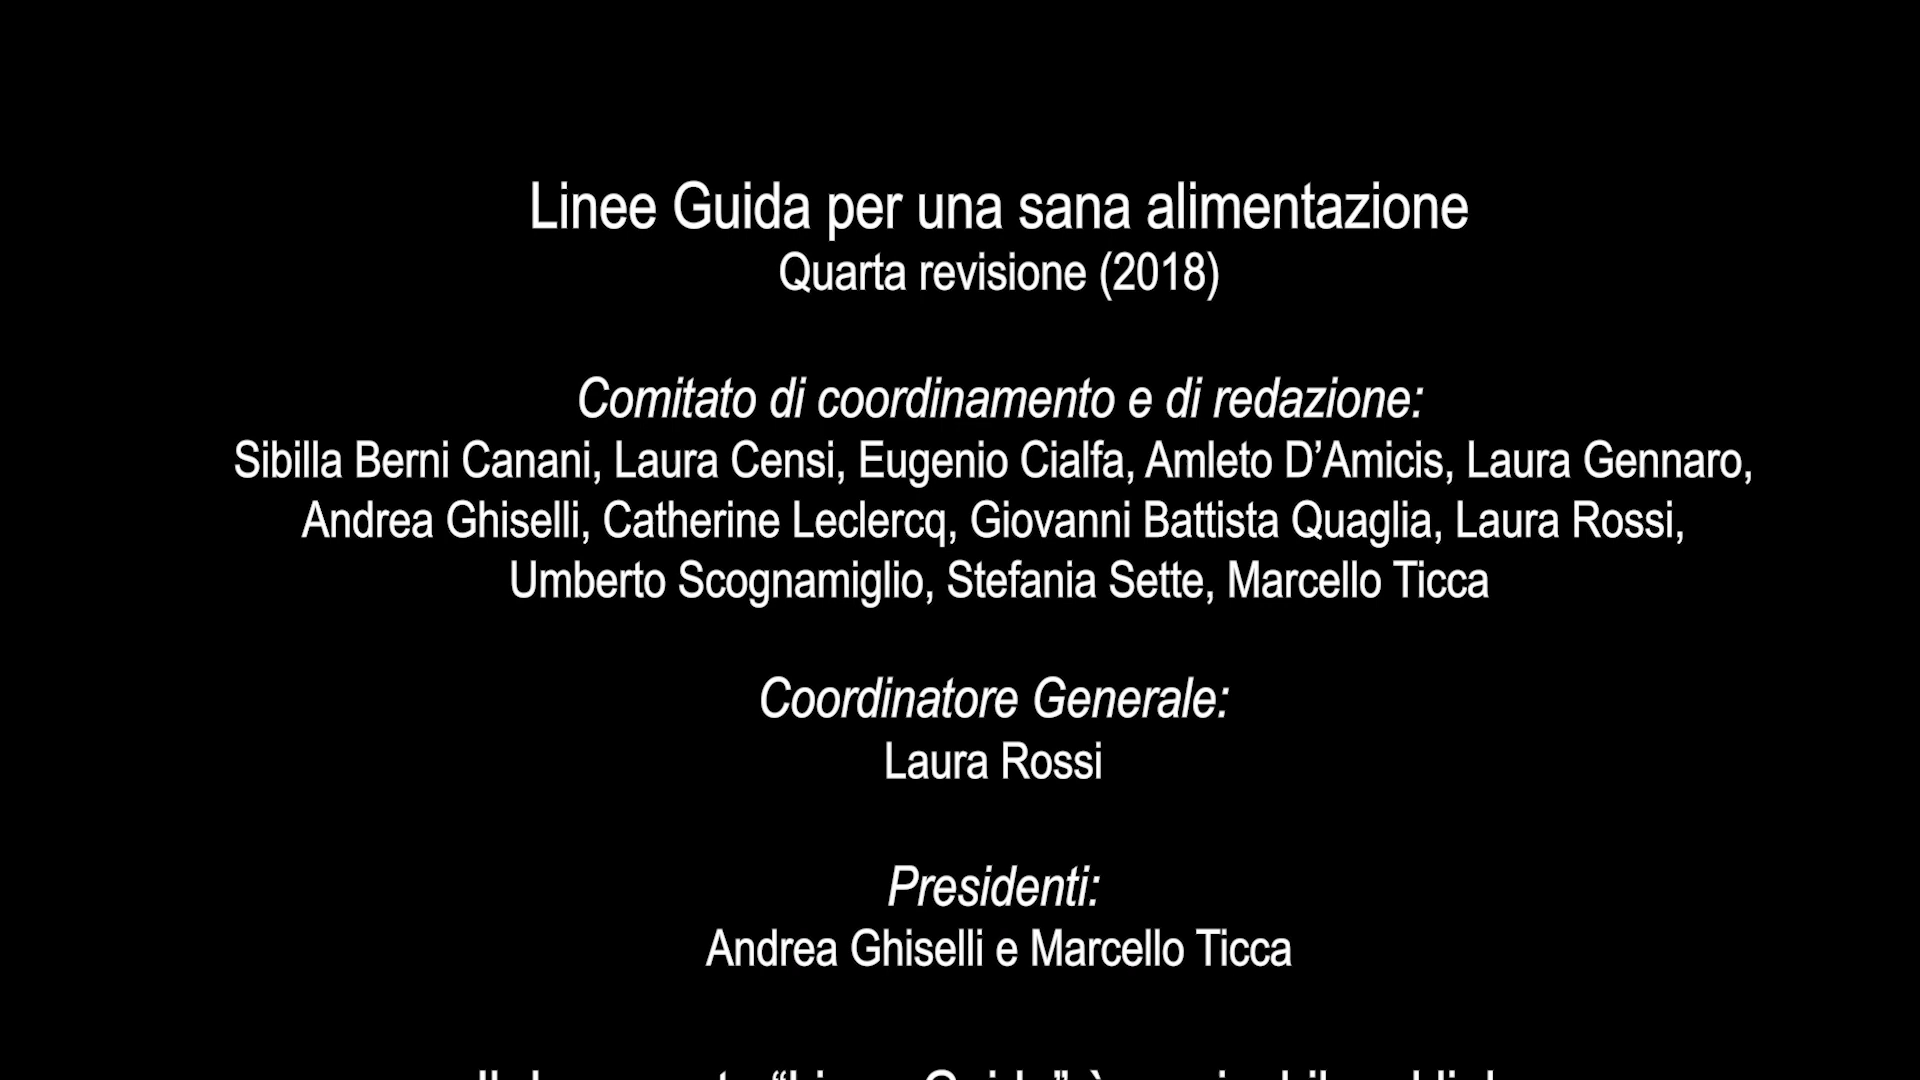 Linee Guida per una sana alimentazione
Quarta revisione (2018)
Comitato di coordinamento e di redazione:
Sibilla Berni Canani, Laura Censi, Eugenio Cialfa, Amleto D’Amicis, Laura Gennaro,
Andrea Ghiselli, Catherine Leclercq, Giovanni Battista Quaglia, Laura Rossi,
Umberto Scognamiglio, Stefania Sette, Marcello Ticca
Coordinatore Generale:
Laura Rossi
Presidenti:
Andrea Ghiselli e Marcello Ticca